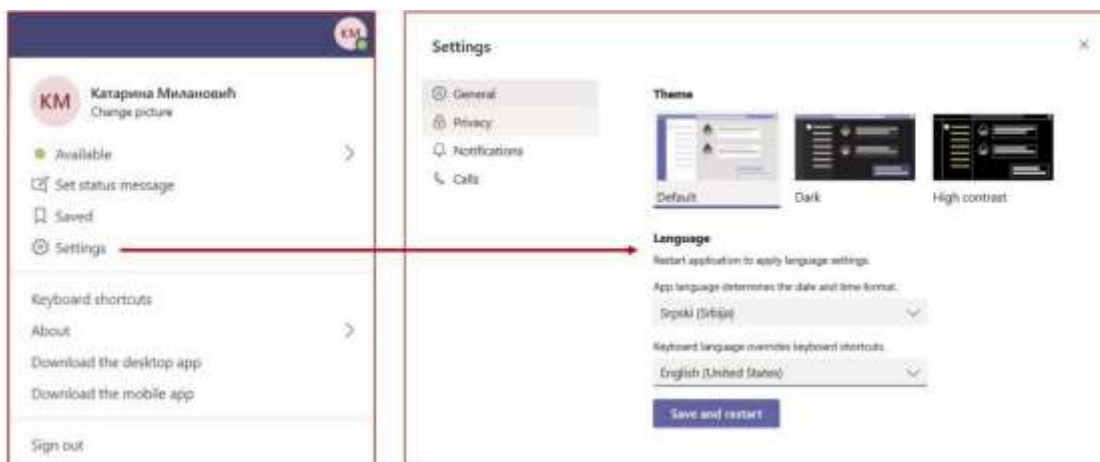 KM
KM
Катарина Милановић
Change picture
Available
Set status message
Saved
Settings
Keyboard shortcuts
About
Download the desktop app
Download the mobile app
Sign out
Settings
General
Privacy
Notifications
Calls
Theme
Default
Dark
High contrast
Language
Restart application to apply language settings.
App language determines the date and time format.
Srpski (Srbija)
Keyboard language overrides keyboard shortcuts.
English (United States)
Save and restart